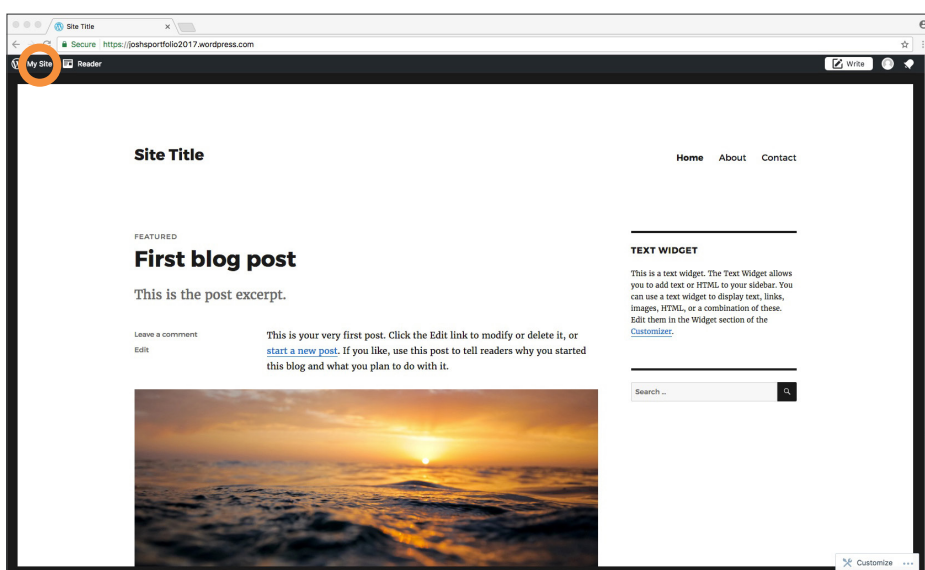 Site Title
Secure https://joshsportfolio2017.wordpress.com
My Site Reader Write
Site Title
Home About Contact
FEATURED
First blog post
This is the post excerpt.
Leave a comment
Edit
This is your very first post. Click the Edit link to modify or delete it, or
start a new post. If you like, use this post to tell readers why you started
this blog and what you plan to do with it.
TEXT WIDGET
This is a text widget. The Text Widget allows
you to add text or HTML to your sidebar. You
can use a text widget to display text, links,
images, HTML, or a combination of these.
Edit them in the Widget section of the
Customizer.
Search ...
Customize